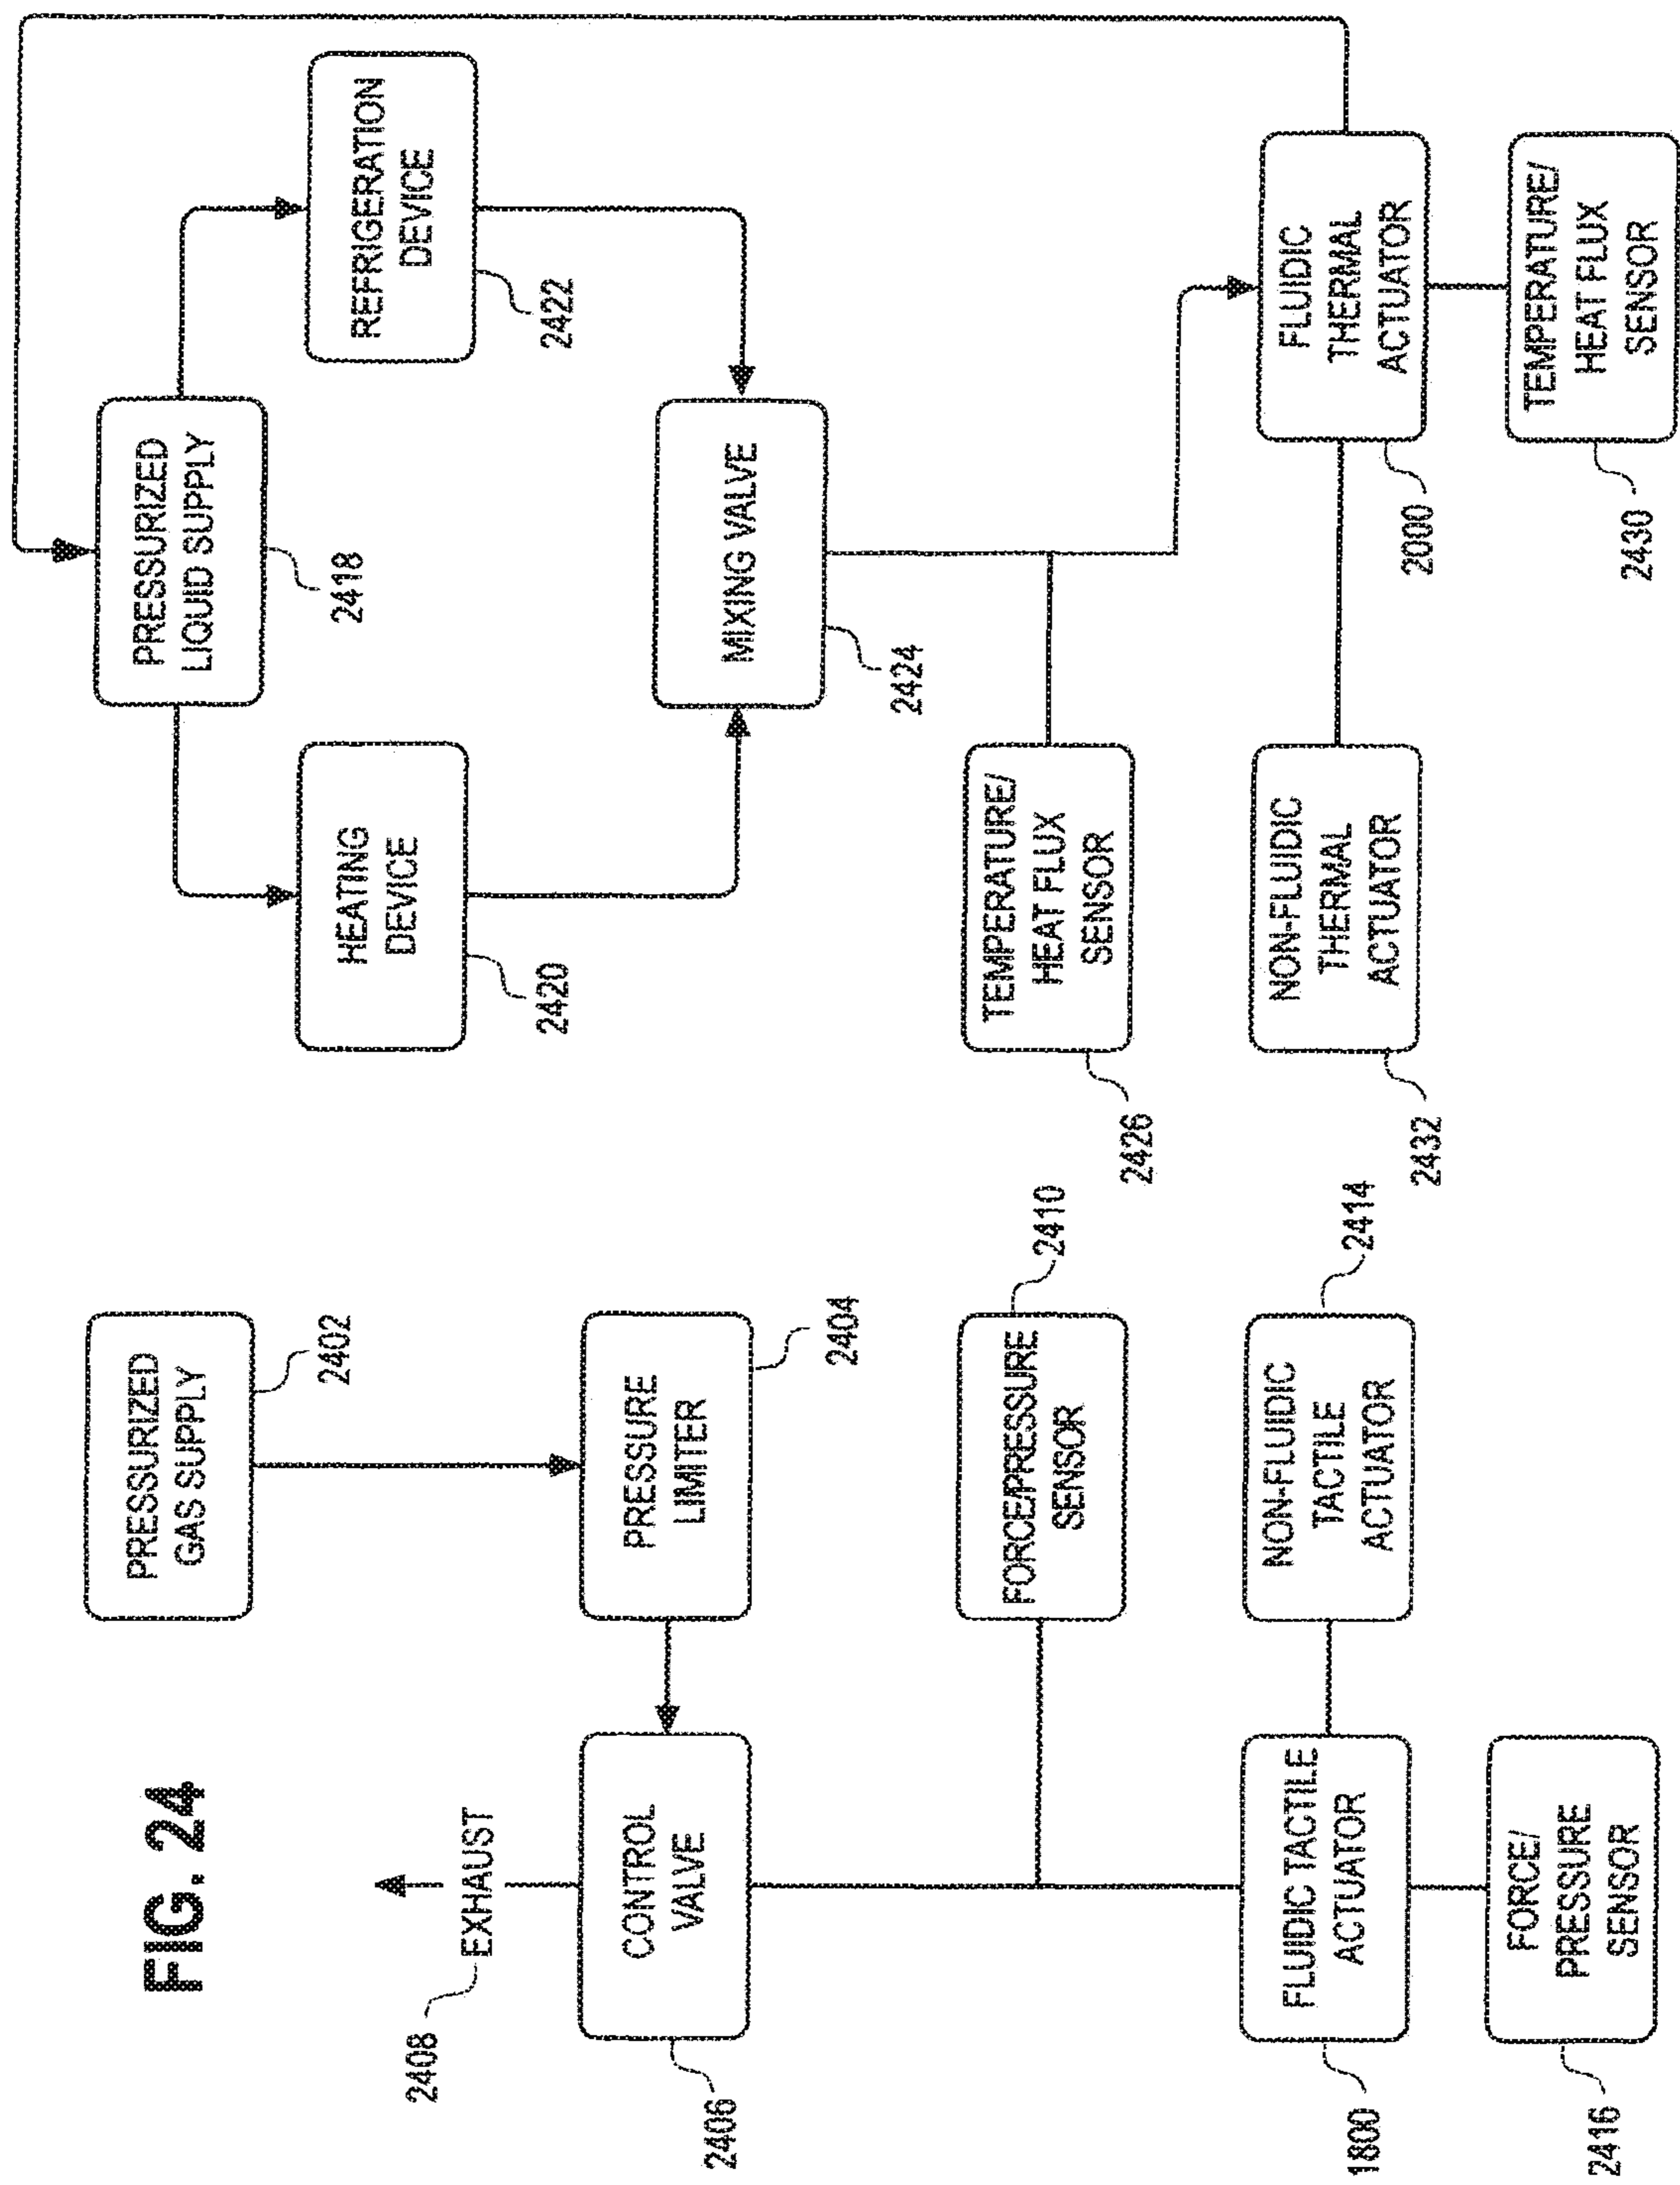 FIG. 24
PRESSURIZED
GAS SUPPLY
2402
PRESSURE
LIMITER
2404
CONTROL
VALVE
2406
EXHAUST
2408
FORCE/PRESSURE
SENSOR
2410
FLUIDIC TACTILE
ACTUATOR
1800
NON-FLUIDIC
TACTILE
ACTUATOR
2414
FORCE/
PRESSURE
SENSOR
2416
PRESSURIZED
LIQUID SUPPLY
2418
HEATING
DEVICE
2420
REFRIGERATION
DEVICE
2422
MIXING VALVE
2424
TEMPERATURE/
HEAT FLUX
SENSOR
2426
NON-FLUIDIC
THERMAL
ACTUATOR
2432
FLUIDIC
THERMAL
ACTUATOR
2000
TEMPERATURE/
HEAT FLUX
SENSOR
2430